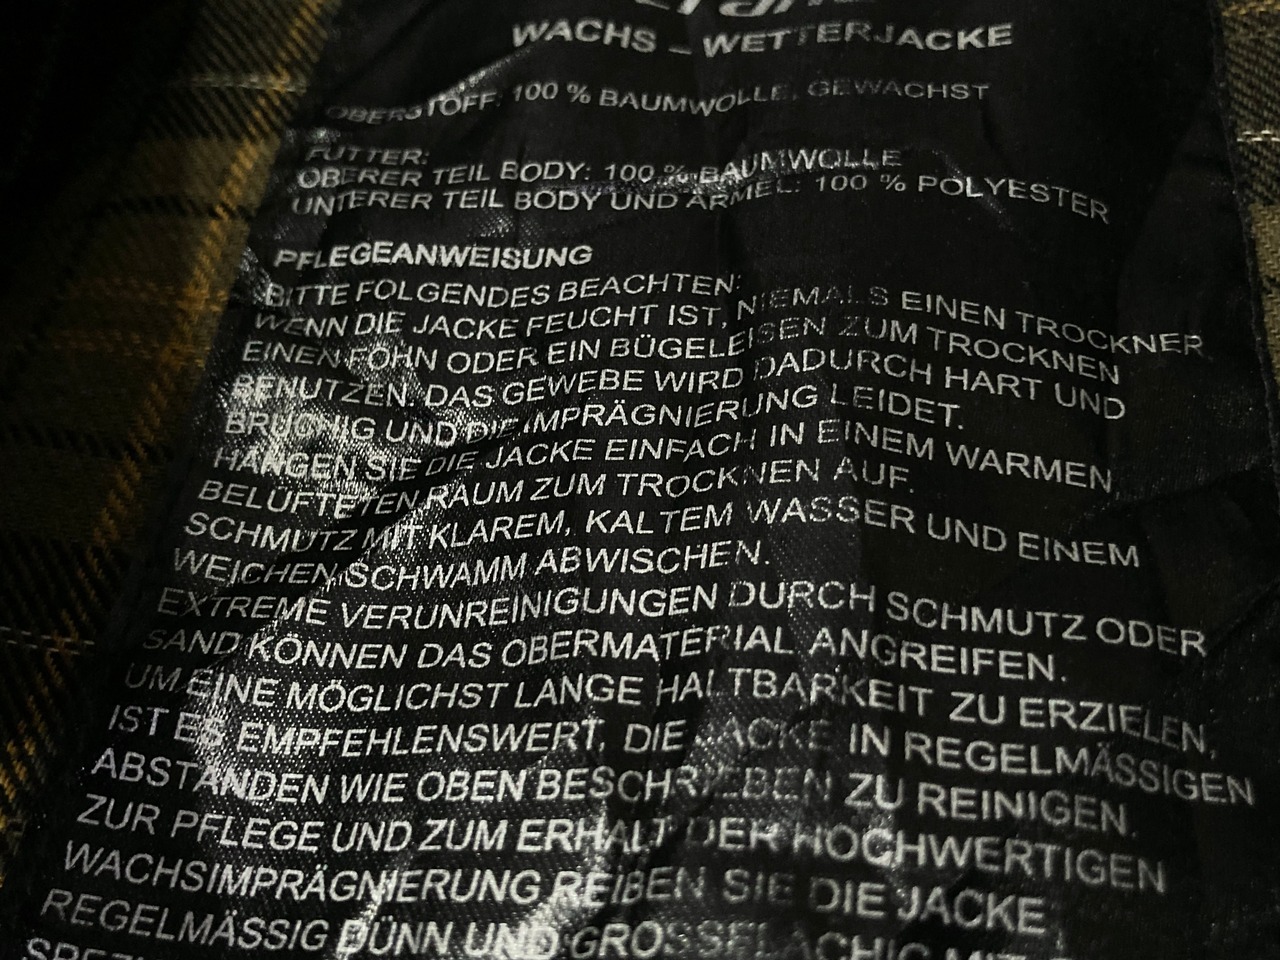 WACHS – WETTERJACKE
OBERSTOFF: 100 % BAUMWOLLE, GEWACHST
FUTTER:
OBERER TEIL BODY: 100 % BAUMWOLLE
UNTERER TEIL BODY UND ÄRMEL: 100 % POLYESTER
PFLEGEANWEISUNG
BITTE FOLGENDES BEACHTEN:
WENN DIE JACKE FEUCHT IST, NIEMALS EINEN TROCKNER
EINEN FÖHN ODER EIN BÜGELEISEN ZUM TROCKNEN
BENUTZEN. DAS GEWEBE WIRD DADURCH HART UND
BRÜCHIG UND DIE IMPRÄGNIERUNG LEIDET.
HÄNGEN SIE DIE JACKE EINFACH IN EINEM WARMEN
BELÜFTETEN RAUM ZUM TROCKNEN AUF.
SCHMUTZ MIT KLAREM, KALTEM WASSER UND EINEM
WEICHEN SCHWAMM ABWISCHEN.
EXTREME VERUNREINIGUNGEN DURCH SCHMUTZ ODER
SAND KÖNNEN DAS OBERMATERIAL ANGREIFEN.
UM EINE MÖGLICHST LANGE HALTBARKEIT ZU ERZIELEN,
IST ES EMPFEHLENSWERT, DIE JACKE IN REGELMÄSSIGEN
ABSTÄNDEN WIE OBEN BESCHRIEBEN ZU REINIGEN.
ZUR PFLEGE UND ZUM ERHALT DER HOCHWERTIGEN
WACHSIMPRÄGNIERUNG REIBEN SIE DIE JACKE
REGELMÄSSIG DÜNN UND GROSSFLÄCHIG MIT